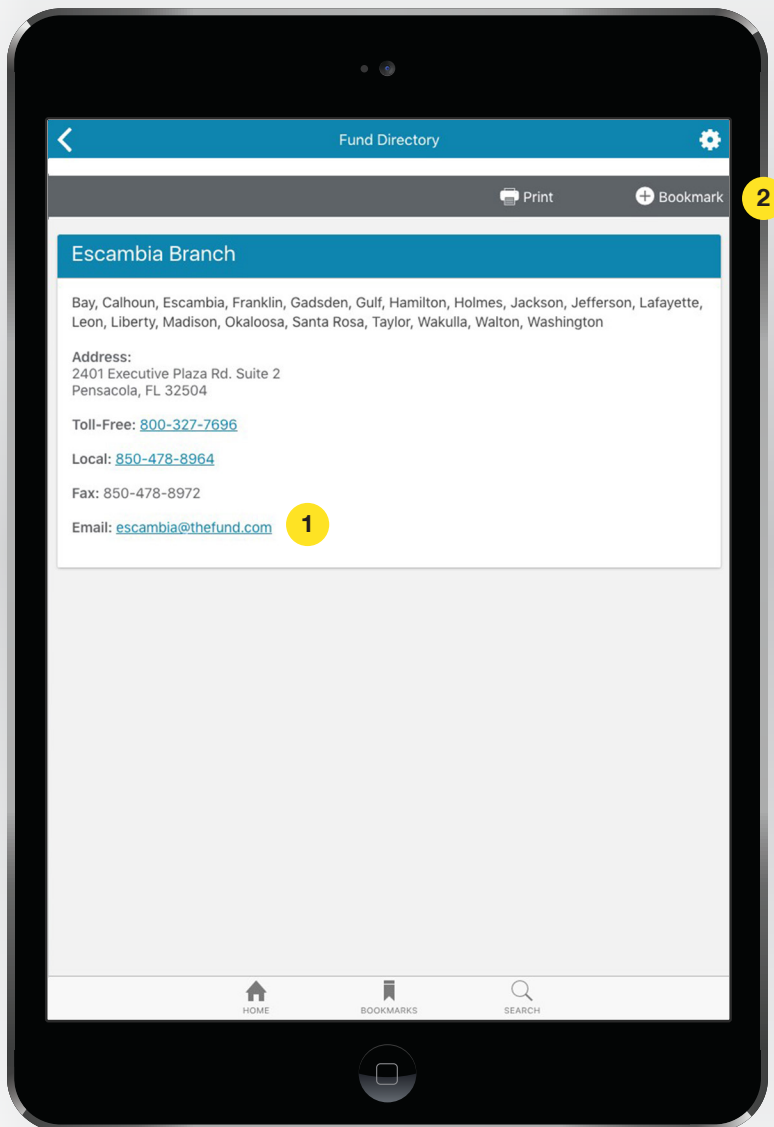 Fund Directory
Print
Bookmark
2
Escambia Branch
Bay, Calhoun, Escambia, Franklin, Gadsden, Gulf, Hamilton, Holmes, Jackson, Jefferson, Lafayette,
Leon, Liberty, Madison, Okaloosa, Santa Rosa, Taylor, Wakulla, Walton, Washington
Address:
2401 Executive Plaza Rd. Suite 2
Pensacola, FL 32504
Toll-Free: 800-327-7696
Local: 850-478-8964
Fax: 850-478-8972
Email: escambia@thefund.com 1
HOME
BOOKMARKS
SEARCH